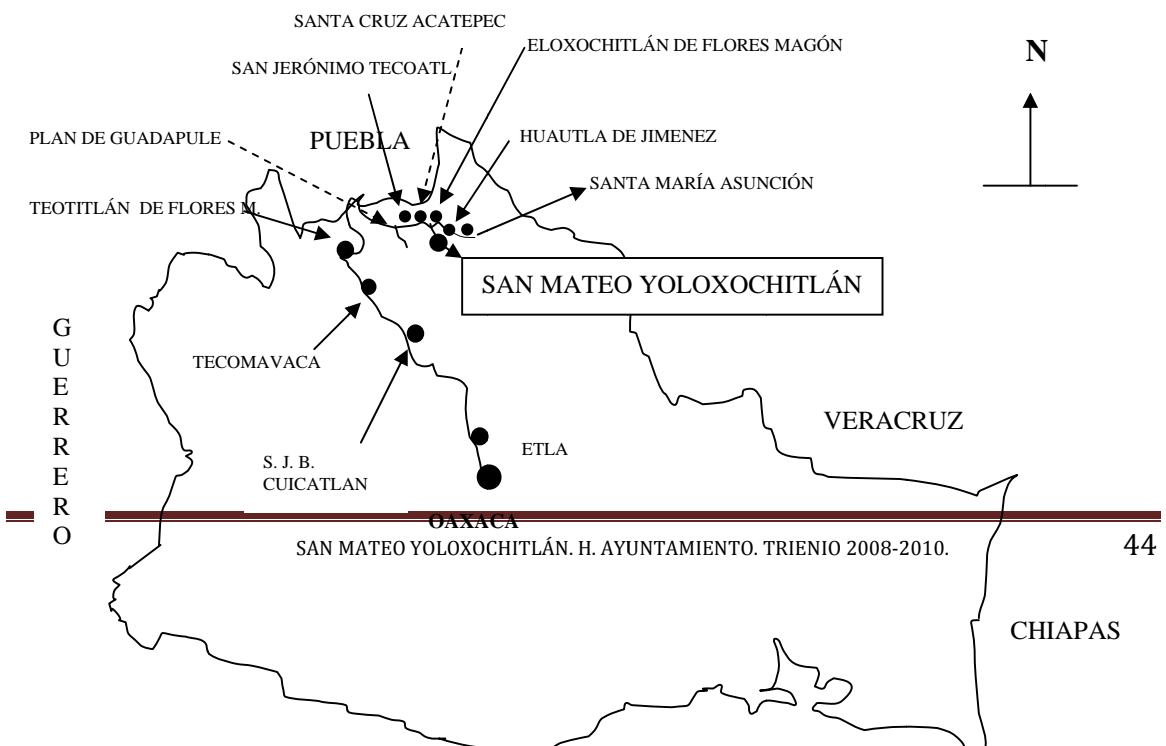 SANTA CRUZ ACATEPEC
ELOXOCHITLÁN DE FLORES MAGÓN
N
SAN JERÓNIMO TECOATL
PLAN DE GUADAPULE
PUEBLA
HUAUTLA DE JIMENEZ
SANTA MARÍA ASUNCIÓN
TEOTITLÁN DE FLORES M.
SAN MATEO YOLOXOCHITLÁN
G
U
E
R
R
E
R
O
TECOMAVACA
VERACRUZ
ETLA
S. J. B.
CUICATLAN
OAXACA
SAN MATEO YOLOXOCHITLÁN. H. AYUNTAMIENTO. TRIENIO 2008-2010.
44
CHIAPAS